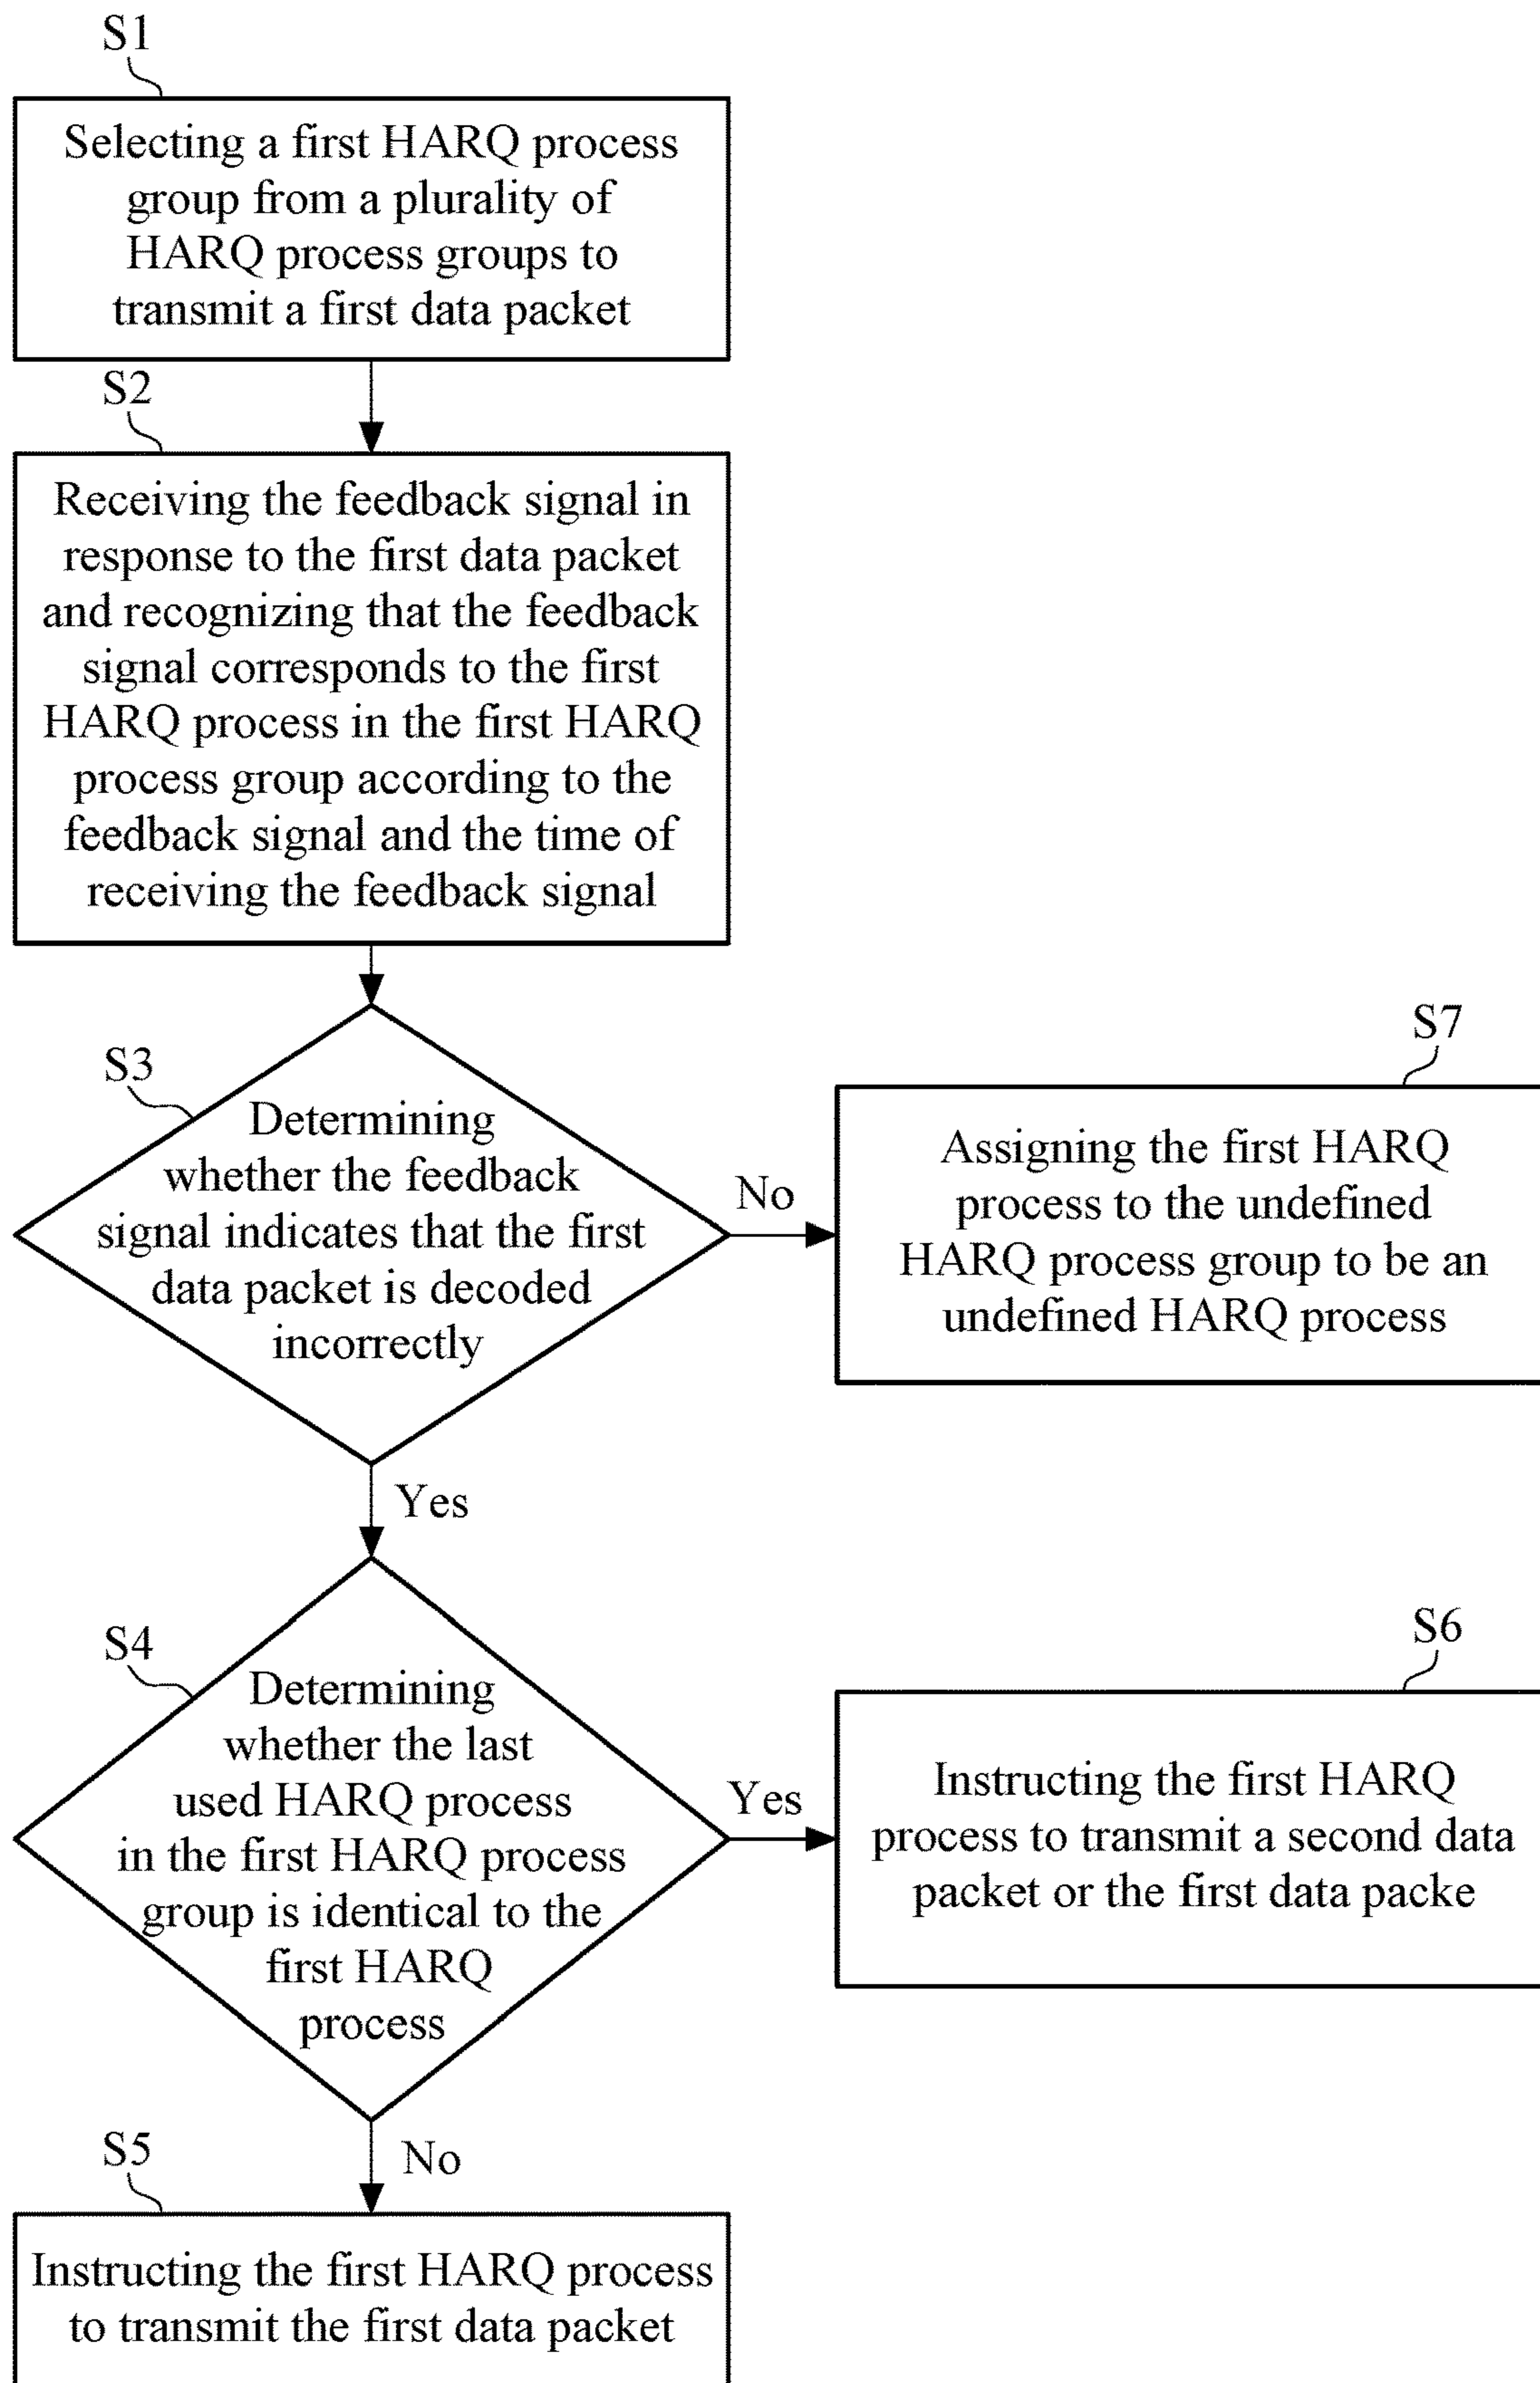 S1
Selecting a first HARQ process
group from a plurality of
HARQ process groups to
transmit a first data packet
S2
Receiving the feedback signal in
response to the first data packet
and recognizing that the feedback
signal corresponds to the first
HARQ process in the first HARQ
process group according to the
feedback signal and the time of
receiving the feedback signal
S3
Determining
whether the feedback
signal indicates that the first
data packet is decoded
incorrectly
No
S7
Assigning the first HARQ
process to the undefined
HARQ process group to be an
undefined HARQ process
Yes
S4
Determining
whether the last
used HARQ process
in the first HARQ process
group is identical to the
first HARQ
process
Yes
S6
Instructing the first HARQ
process to transmit a second data
packet or the first data packe
No
S5
Instructing the first HARQ process
to transmit the first data packet